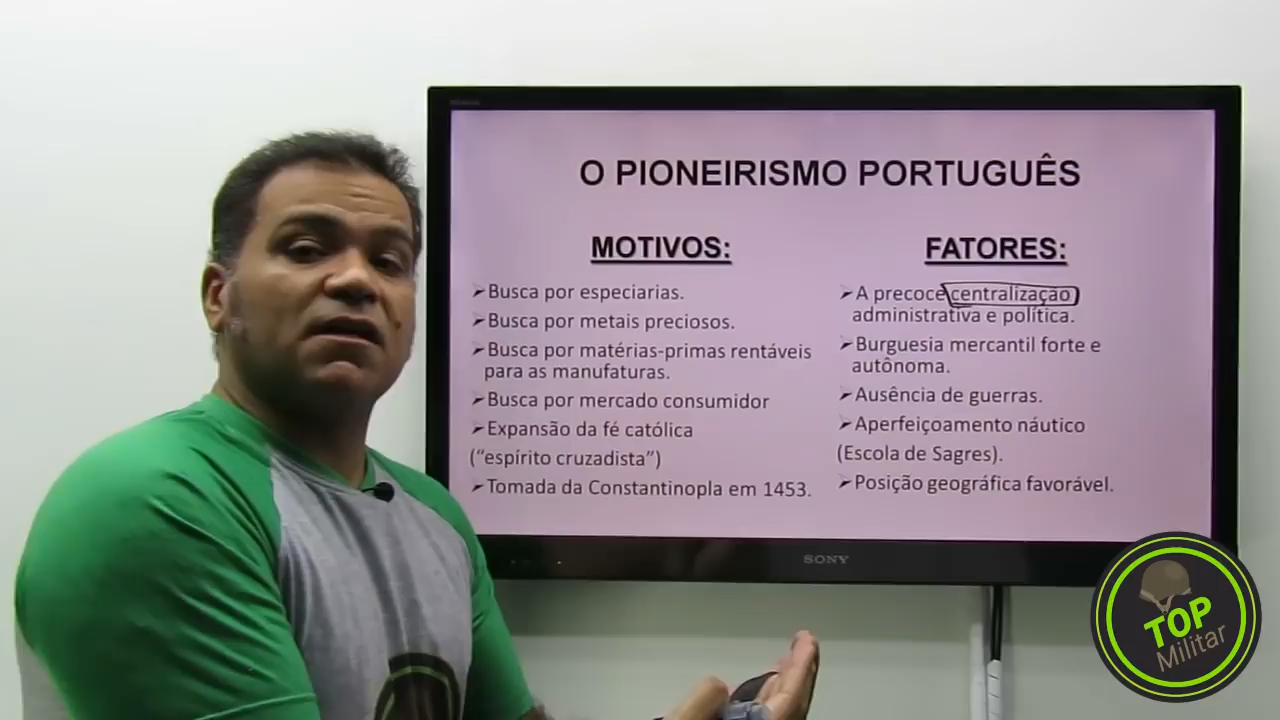 O PIONEIRISMO PORTUGUÊS
MOTIVOS:
➢Busca por especiarias.
➢Busca por metais preciosos.
➢Busca por matérias-primas rentáveis
para as manufaturas.
➢Busca por mercado consumidor
➢Expansão da fé católica
(“espírito cruzadista”)
➢Tomada da Constantinopla em 1453.
FATORES:
➢A precoce centralização
administrativa e política.
➢Burguesia mercantil forte e
autônoma.
➢Ausência de guerras.
➢Aperfeiçoamento náutico
(Escola de Sagres).
➢Posição geográfica favorável.
SONY
TOP
Militar